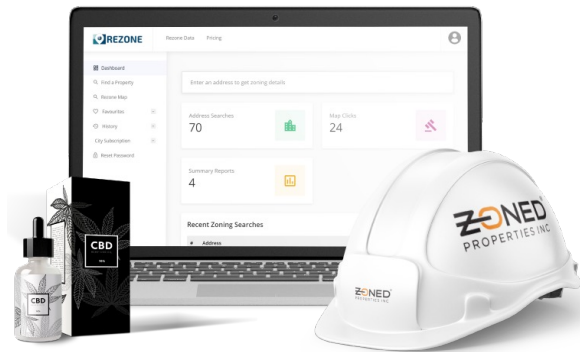 REZONE
Rezone Data Pricing
Dashboard
Find a Property
Rezone Map
Favourites
History
City Subscription
Reset Password
Enter an address to get zoning details
Address Searches
70
Map Clicks
24
Summary Reports
4
Recent Zoning Searches
# Address
CBD
CBD
ZONED
PROPERTIES INC
ZONED
PROPERTIES INC